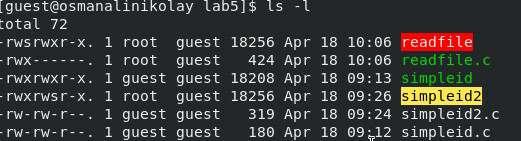 [guest@osmanalinikolay lab5]$ ls -l
total 72
-rwsrwxr-x. 1 root  guest 18256 Apr 18 10:06 readfile
-rwx------. 1 root  guest   424 Apr 18 10:06 readfile.c
-rwxrwxr-x. 1 guest guest 18208 Apr 18 09:13 simpleid
-rwxrwsr-x. 1 root  guest 18256 Apr 18 09:26 simpleid2
-rw-rw-r--. 1 guest guest   319 Apr 18 09:24 simpleid2.c
-rw-rw-r--. 1 guest guest   180 Apr 18 09:12 simpleid.c